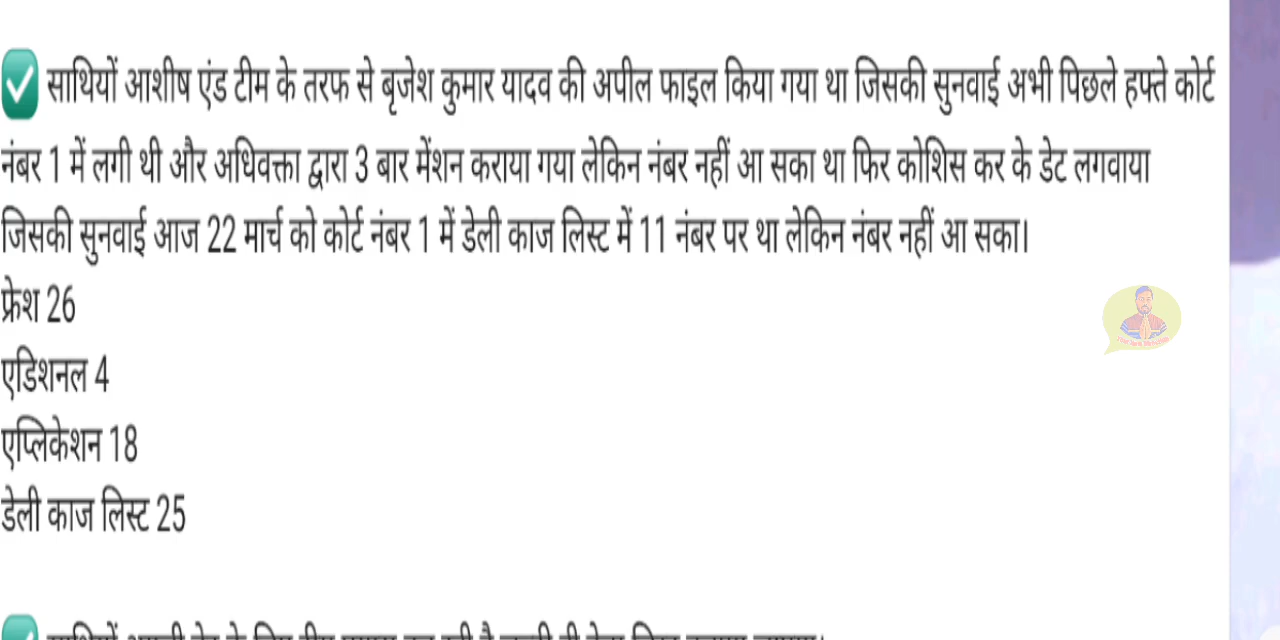 ✅ साथियों आशीष एंड टीम के तरफ से बृजेश कुमार यादव की अपील फाइल किया गया था जिसकी सुनवाई अभी पिछले हफ्ते कोर्ट
नंबर 1 में लगी थी और अधिवक्ता द्वारा 3 बार मेंशन कराया गया लेकिन नंबर नहीं आ सका था फिर कोशिस कर के डेट लगवाया
जिसकी सुनवाई आज 22 मार्च को कोर्ट नंबर 1 में डेली काज लिस्ट में 11 नंबर पर था लेकिन नंबर नहीं आ सका।
फ्रेश 26
एडिशनल 4
एप्लिकेशन 18
डेली काज लिस्ट 25